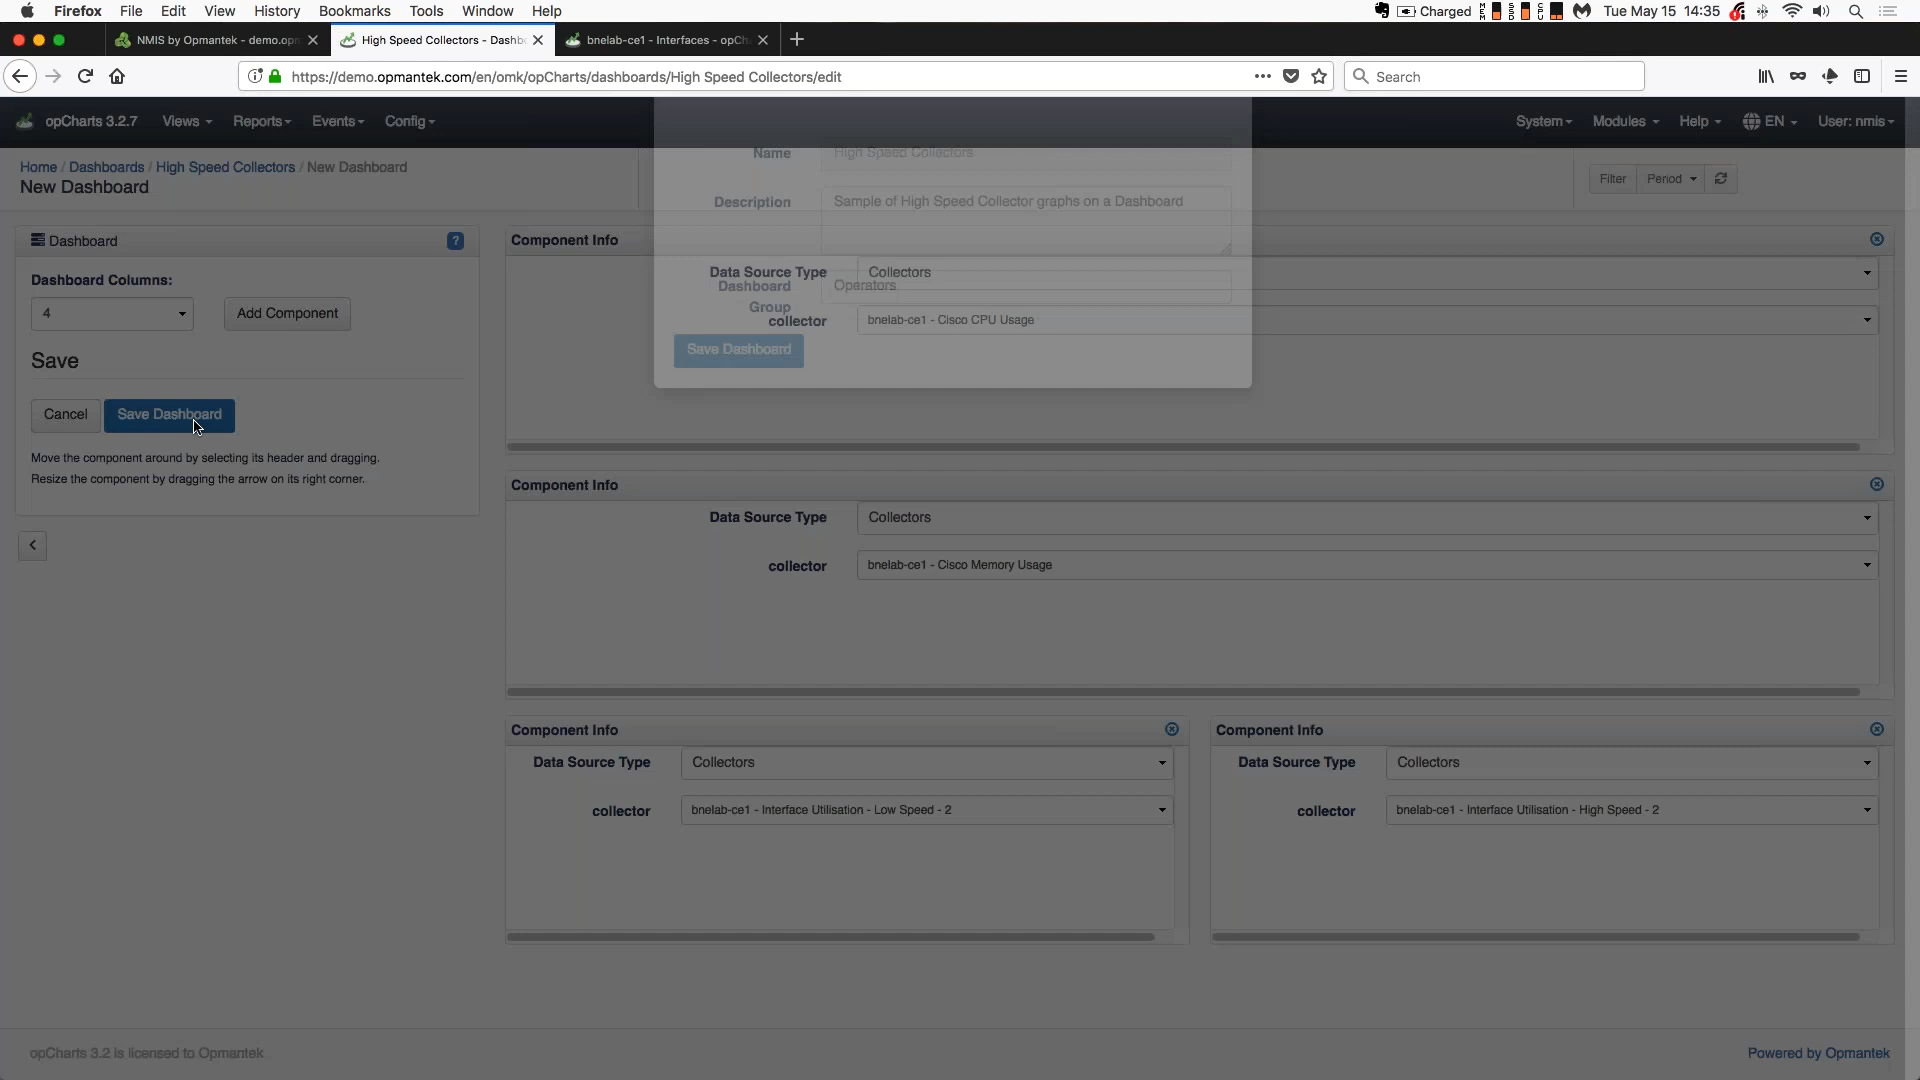 Firefox File Edit View History Bookmarks Tools Window Help
Charged Tue May 15 14:35
NMIS by Opmantek - demo.opm
High Speed Collectors - Dashb
bnelab-ce1 - Interfaces - opCh
https://demo.opmantek.com/en/omk/opCharts/dashboards/High Speed Collectors/edit
Search
opCharts 3.2.7 Views Reports Events Config
System Modules Help EN User: nmis
Home / Dashboards / High Speed Collectors / New Dashboard
New Dashboard
Filter Period
Name High Speed Collectors
Description Sample of High Speed Collector graphs on a Dashboard
Dashboard Group Operators
Save Dashboard
Dashboard ?
Dashboard Columns:
4 Add Component
Save
Cancel Save Dashboard
Move the component around by selecting its header and dragging.
Resize the component by dragging the arrow on its right corner.
Component Info
Data Source Type Collectors
collector bnelab-ce1 - Cisco CPU Usage
Component Info
Data Source Type Collectors
collector bnelab-ce1 - Cisco Memory Usage
Component Info
Data Source Type Collectors
collector bnelab-ce1 - Interface Utilisation - Low Speed - 2
Component Info
Data Source Type Collectors
collector bnelab-ce1 - Interface Utilisation - High Speed - 2
opCharts 3.2 is licensed to Opmantek
Powered by Opmantek